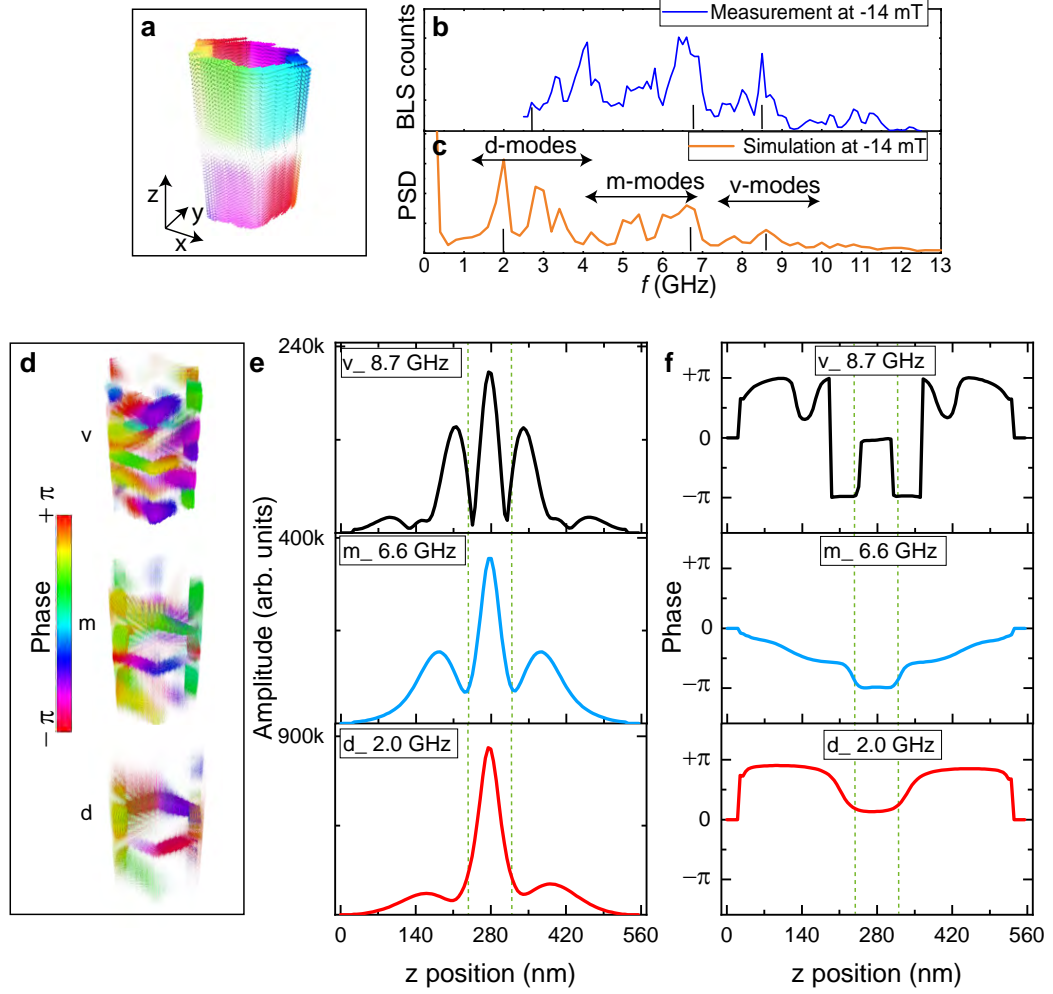 a
z
y
x
b
Measurement at -14 mT
BLS counts
c
Simulation at -14 mT
d-modes
m-modes
v-modes
PSD
0 1 2 3 4 5 6 7 8 9 10 11 12 13
f (GHz)
d
v
m
d
+ π
Phase
− π
e
240k
v_ 8.7 GHz
400k
m_ 6.6 GHz
900k
d_ 2.0 GHz
Amplitude (arb. units)
0 140 280 420 560
z position (nm)
f
v_ 8.7 GHz
+π
0
−π
m_ 6.6 GHz
+π
0
−π
d_ 2.0 GHz
+π
0
−π
Phase
0 140 280 420 560
z position (nm)